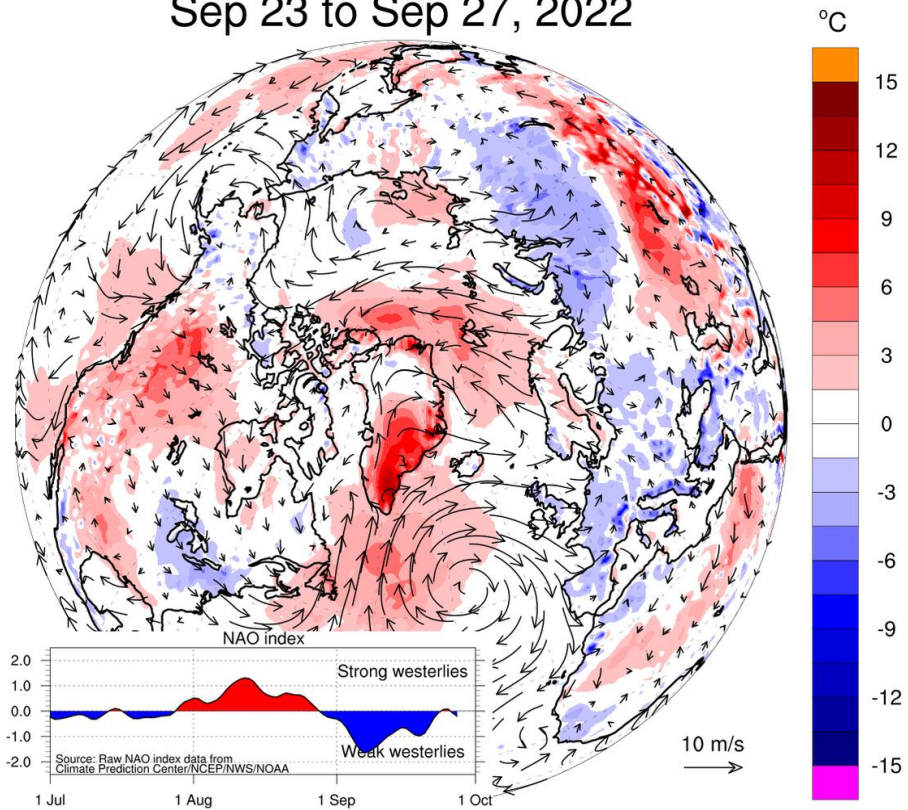 Sep 23 to Sep 27, 2022
°C
15
12
9
6
3
0
-3
-6
-9
-12
-15
10 m/s
NAO index
2.0
1.0
0.0
-1.0
-2.0
Strong westerlies
Weak westerlies
Source: Raw NAO index data from
Climate Prediction Center/NCEP/NWS/NOAA
1 Jul 1 Aug 1 Sep 1 Oct